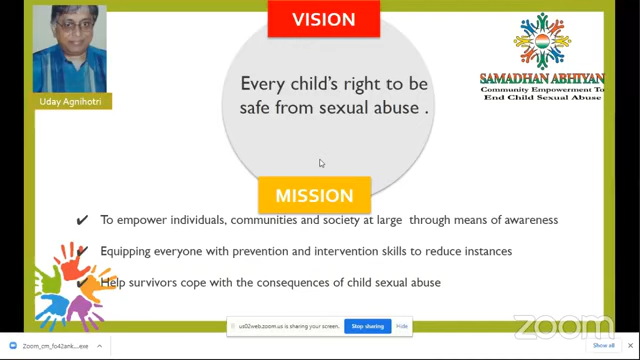 VISION
SAMADHAN ABHIYAN
Community Empowerment To
End Child Sexual Abuse
Uday Agnihotri
Every child's right to be
safe from sexual abuse .
MISSION
✔ To empower individuals, communities and society at large through means of awareness
✔ Equipping everyone with prevention and intervention skills to reduce instances
✔ Help survivors cope with the consequences of child sexual abuse
us02web.zoom.us is sharing your screen.
Stop sharing
Hide
zoom
Zoom_cm_fo42ank....exe
Show all